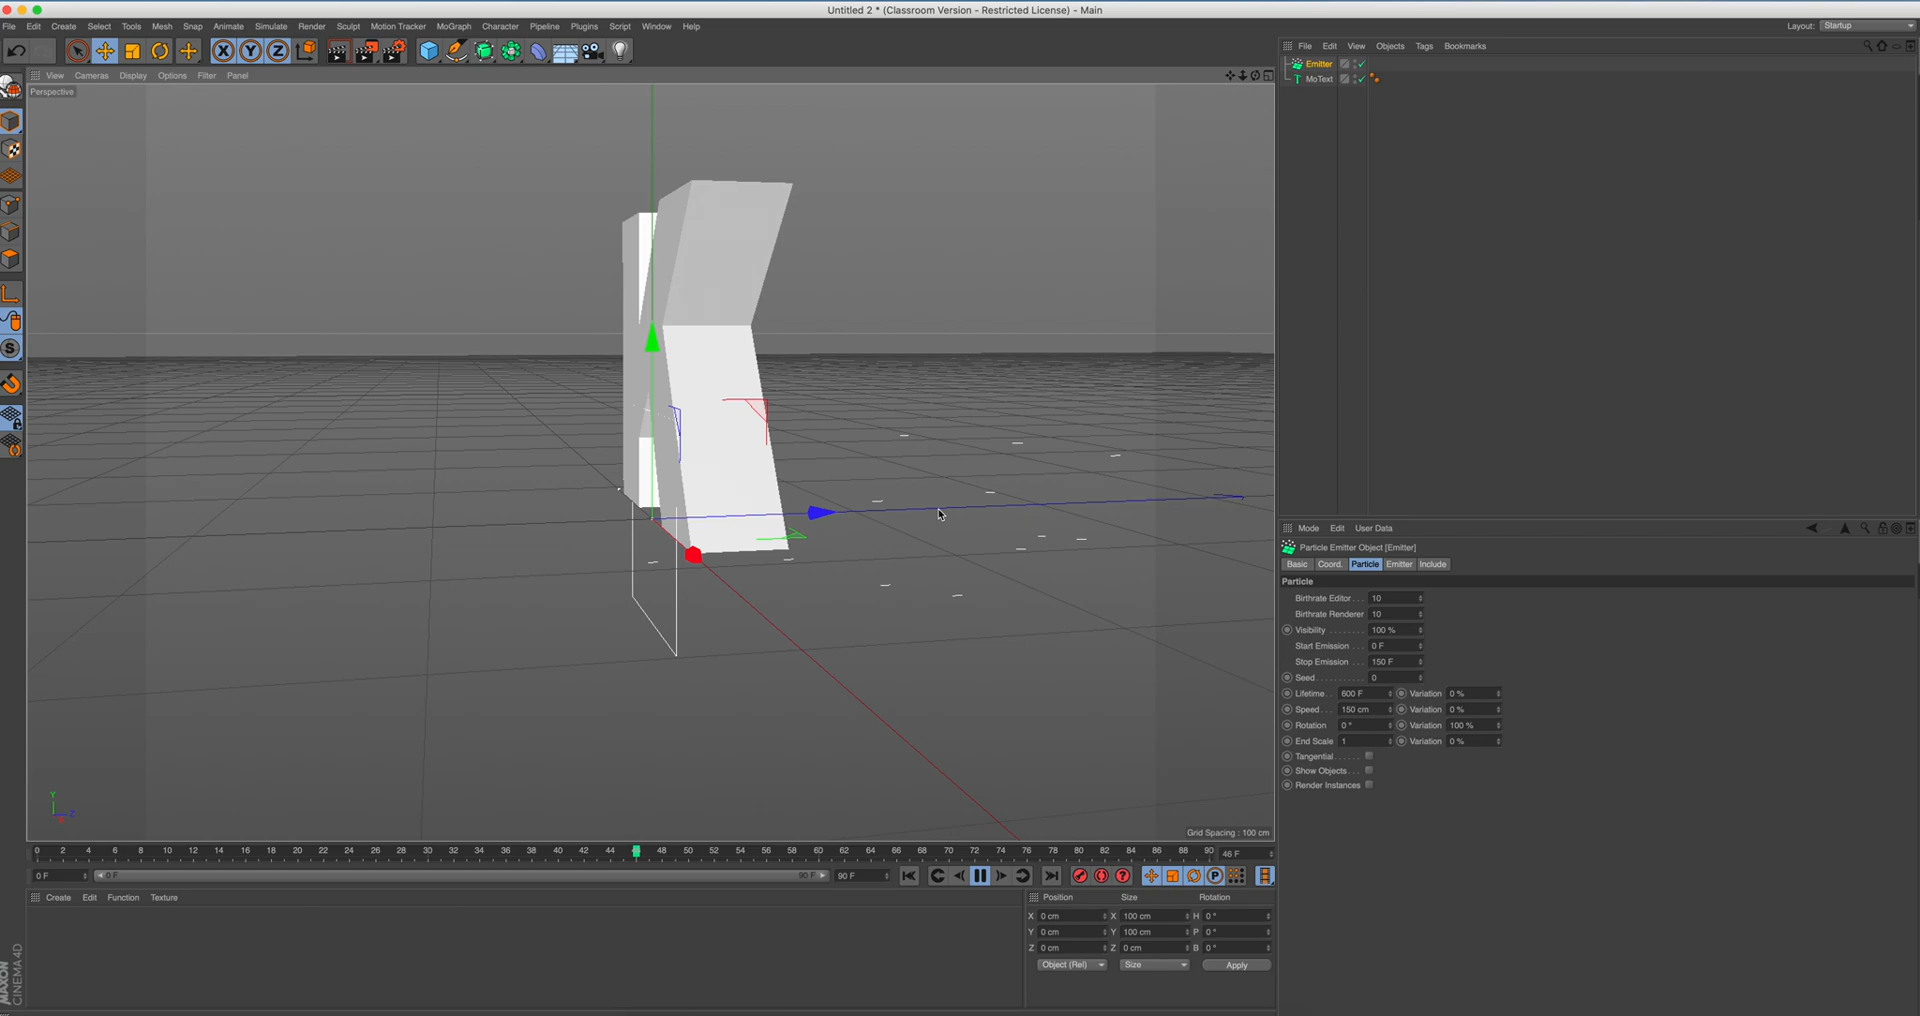 Untitled 2 * (Classroom Version - Restricted License) - Main
File Edit Create Select Tools Mesh Snap Animate Simulate Render Sculpt Motion Tracker MoGraph Character Pipeline Plugins Script Window Help
Layout: Startup
X Y Z
File Edit View Objects Tags Bookmarks
Emitter
MoText
View Cameras Display Options Filter Panel
Perspective
Mode Edit User Data
Particle Emitter Object [Emitter]
Basic Coord. Particle Emitter Include
Particle
Birthrate Editor . . . 10
Birthrate Renderer 10
Visibility . . . . . . . . 100 %
Start Emission . . . 0 F
Stop Emission . . . 150 F
Seed . . . . . . . . . . . 0
Lifetime. . 600 F Variation 0 %
Speed . . . 150 cm Variation 0 %
Rotation 0 ° Variation 100 %
End Scale 1 Variation 0 %
Tangential . . . . . .
Show Objects . . .
Render Instances
Y
Z
Grid Spacing : 100 cm
0 2 4 6 8 10 12 14 16 18 20 22 24 26 28 30 32 34 36 38 40 42 44 48 50 52 54 56 58 60 62 64 66 68 70 72 74 76 78 80 82 84 86 88 90 46 F
0 F 0 F 90 F 90 F
Create Edit Function Texture
Position Size Rotation
X 0 cm X 100 cm H 0 °
Y 0 cm Y 100 cm P 0 °
Z 0 cm Z 0 cm B 0 °
Object (Rel) Size Apply
MAXON
CINEMA 4D